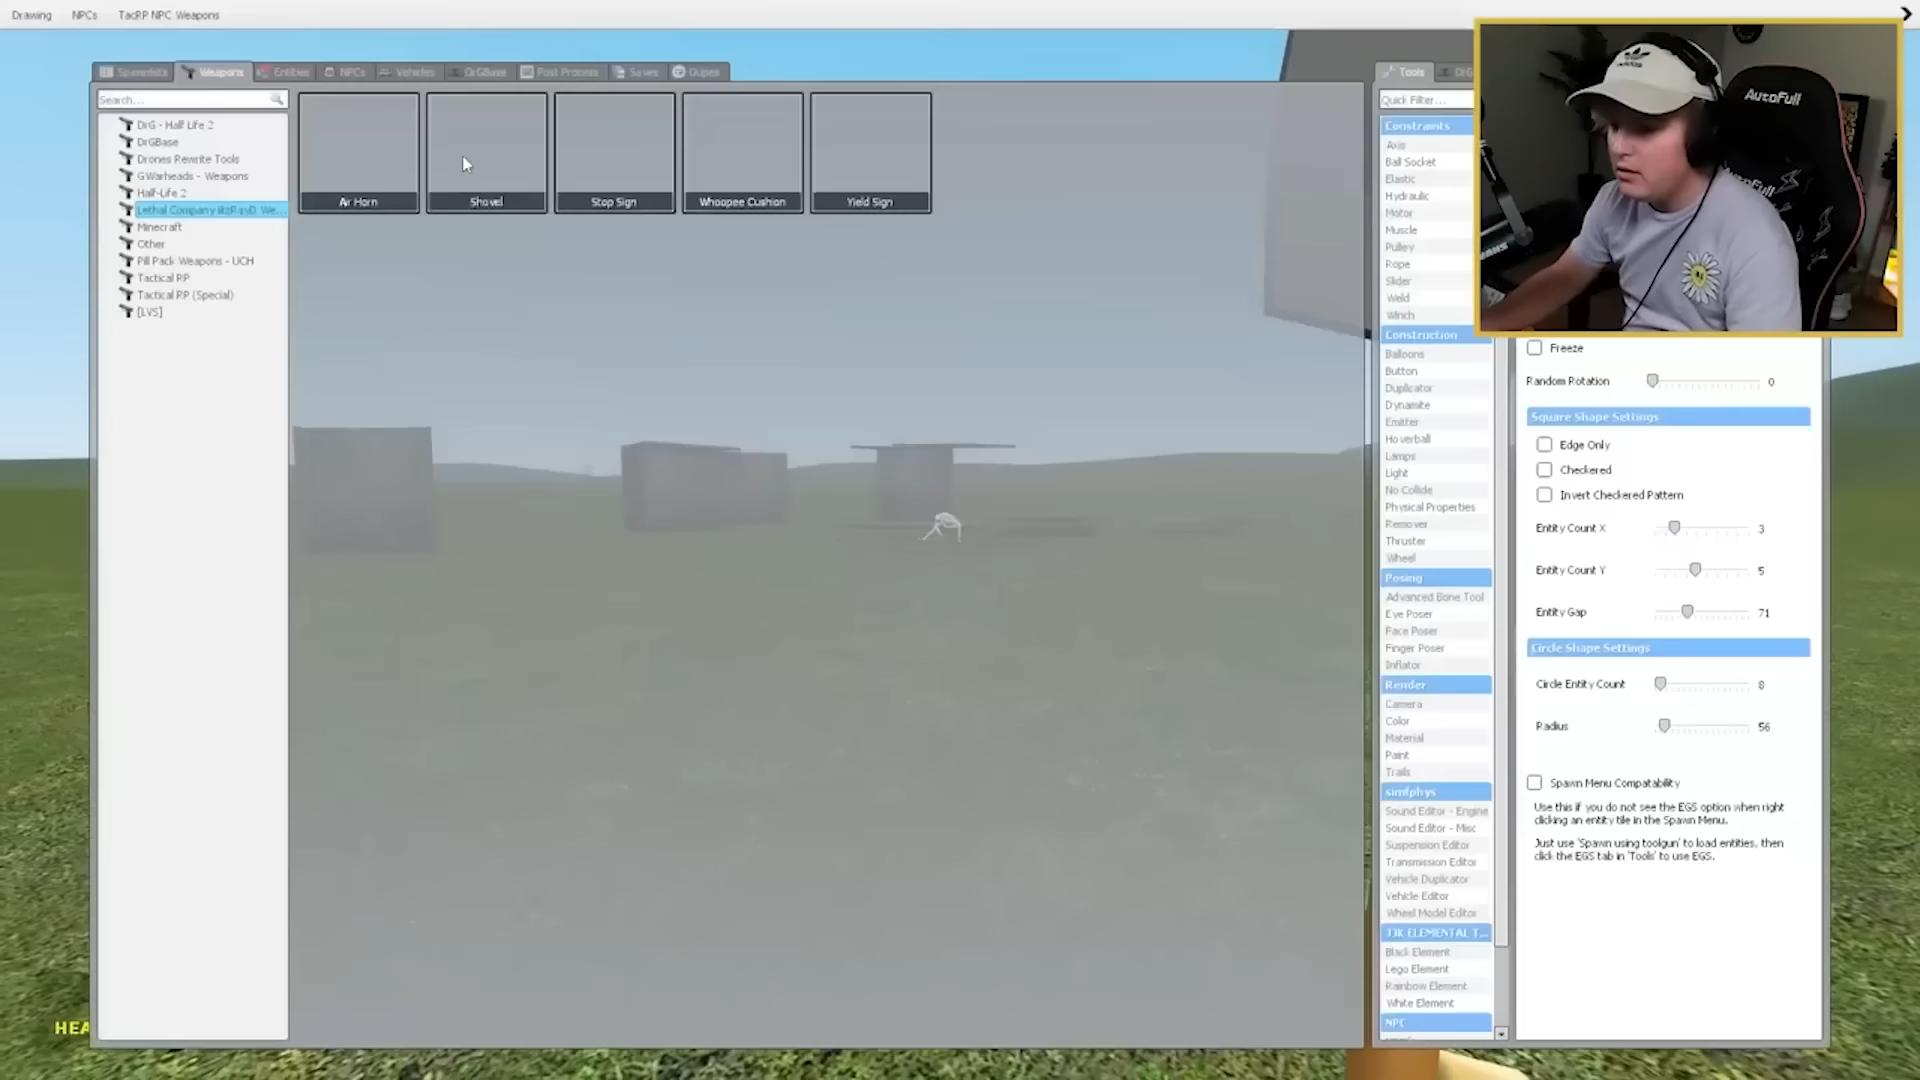 Drawing NPCs TacRP NPC Weapons
Spawnlists Weapons Entities NPCs Vehicles DrGBase Post Process Saves Dupes
Search...
DrG - Half Life 2
DrGBase
Drones Rewrite Tools
GWarheads - Weapons
Half-Life 2
Lethal Company
Minecraft
Other
Pill Pack Weapons - UCH
Tactical RP
Tactical RP (Special)
[LVS]
Air Horn
Shovel
Stop Sign
Whoopee Cushion
Yield Sign
Tools
Quick Filter...
Constraints
Axis
Ball Socket
Elastic
Hydraulic
Motor
Muscle
Pulley
Rope
Slider
Weld
Winch
Construction
Balloons
Button
Duplicator
Dynamite
Emitter
Hoverball
Lamps
Light
No Collide
Physical Properties
Remover
Thruster
Wheel
Posing
Advanced Bone Tool
Eye Poser
Face Poser
Finger Poser
Inflator
Render
Camera
Color
Material
Paint
Trails
simfphys
Sound Editor - Engine
Sound Editor - Misc
Suspension Editor
Transmission Editor
Vehicle Duplicator
Vehicle Editor
Wheel Model Editor
JJK ELEMENTAL T...
Black Element
Lego Element
Rainbow Element
White Element
NPC
Freeze
Random Rotation 0
Square Shape Settings
Edge Only
Checkered
Invert Checkered Pattern
Entity Count X 3
Entity Count Y 5
Entity Gap 71
Circle Shape Settings
Circle Entity Count 8
Radius 56
Spawn Menu Compatability
Use this if you do not see the EGS option when right
clicking an entity tile in the Spawn Menu.
Just use 'Spawn using toolgun' to load entities, then
click the EGS tab in 'Tools' to use EGS.
HEA
adidas
AutoFull
AutoFull